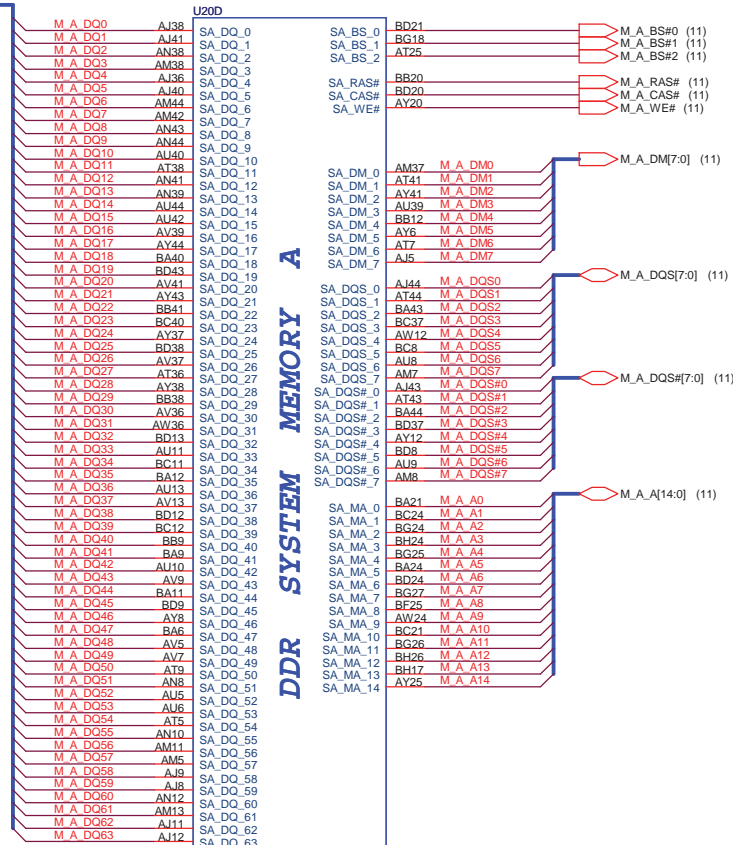 U20D
M_A_DQ0 AJ38 SA_DQ_0
M_A_DQ1 AJ41 SA_DQ_1
M_A_DQ2 AN38 SA_DQ_2
M_A_DQ3 AM38 SA_DQ_3
M_A_DQ4 AJ36 SA_DQ_4
M_A_DQ5 AJ40 SA_DQ_5
M_A_DQ6 AM44 SA_DQ_6
M_A_DQ7 AM42 SA_DQ_7
M_A_DQ8 AN43 SA_DQ_8
M_A_DQ9 AN44 SA_DQ_9
M_A_DQ10 AU40 SA_DQ_10
M_A_DQ11 AT38 SA_DQ_11
M_A_DQ12 AN41 SA_DQ_12
M_A_DQ13 AN39 SA_DQ_13
M_A_DQ14 AU44 SA_DQ_14
M_A_DQ15 AU42 SA_DQ_15
M_A_DQ16 AV39 SA_DQ_16
M_A_DQ17 AY44 SA_DQ_17
M_A_DQ18 BA40 SA_DQ_18
M_A_DQ19 BD43 SA_DQ_19
M_A_DQ20 AV41 SA_DQ_20
M_A_DQ21 AY43 SA_DQ_21
M_A_DQ22 BB41 SA_DQ_22
M_A_DQ23 BC40 SA_DQ_23
M_A_DQ24 AY37 SA_DQ_24
M_A_DQ25 BD38 SA_DQ_25
M_A_DQ26 AV37 SA_DQ_26
M_A_DQ27 AT36 SA_DQ_27
M_A_DQ28 AY38 SA_DQ_28
M_A_DQ29 BB38 SA_DQ_29
M_A_DQ30 AV36 SA_DQ_30
M_A_DQ31 AW36 SA_DQ_31
M_A_DQ32 BD13 SA_DQ_32
M_A_DQ33 AU11 SA_DQ_33
M_A_DQ34 BC11 SA_DQ_34
M_A_DQ35 BA12 SA_DQ_35
M_A_DQ36 AU13 SA_DQ_36
M_A_DQ37 AV13 SA_DQ_37
M_A_DQ38 BD12 SA_DQ_38
M_A_DQ39 BC12 SA_DQ_39
M_A_DQ40 BB9 SA_DQ_40
M_A_DQ41 BA9 SA_DQ_41
M_A_DQ42 AU10 SA_DQ_42
M_A_DQ43 AV9 SA_DQ_43
M_A_DQ44 BA11 SA_DQ_44
M_A_DQ45 BD9 SA_DQ_45
M_A_DQ46 AY8 SA_DQ_46
M_A_DQ47 BA6 SA_DQ_47
M_A_DQ48 AV5 SA_DQ_48
M_A_DQ49 AV7 SA_DQ_49
M_A_DQ50 AT9 SA_DQ_50
M_A_DQ51 AN8 SA_DQ_51
M_A_DQ52 AU5 SA_DQ_52
M_A_DQ53 AU6 SA_DQ_53
M_A_DQ54 AT5 SA_DQ_54
M_A_DQ55 AN10 SA_DQ_55
M_A_DQ56 AM11 SA_DQ_56
M_A_DQ57 AM5 SA_DQ_57
M_A_DQ58 AJ9 SA_DQ_58
M_A_DQ59 AJ8 SA_DQ_59
M_A_DQ60 AN12 SA_DQ_60
M_A_DQ61 AM13 SA_DQ_61
M_A_DQ62 AJ11 SA_DQ_62
M_A_DQ63 AJ12 SA_DQ_63
DDR SYSTEM MEMORY A
SA_BS_0 BD21 M_A_BS#0 (11)
SA_BS_1 BG18 M_A_BS#1 (11)
SA_BS_2 AT25 M_A_BS#2 (11)
SA_RAS# BB20 M_A_RAS# (11)
SA_CAS# BD20 M_A_CAS# (11)
SA_WE# AY20 M_A_WE# (11)
M_A_DM[7:0] (11)
SA_DM_0 AM37 M_A_DM0
SA_DM_1 AT41 M_A_DM1
SA_DM_2 AY41 M_A_DM2
SA_DM_3 AU39 M_A_DM3
SA_DM_4 BB12 M_A_DM4
SA_DM_5 AY6 M_A_DM5
SA_DM_6 AT7 M_A_DM6
SA_DM_7 AJ5 M_A_DM7
M_A_DQS[7:0] (11)
SA_DQS_0 AJ44 M_A_DQS0
SA_DQS_1 AT44 M_A_DQS1
SA_DQS_2 BA43 M_A_DQS2
SA_DQS_3 BC37 M_A_DQS3
SA_DQS_4 AW12 M_A_DQS4
SA_DQS_5 BC8 M_A_DQS5
SA_DQS_6 AU8 M_A_DQS6
SA_DQS_7 AM7 M_A_DQS7
M_A_DQS#[7:0] (11)
SA_DQS#_0 AJ43 M_A_DQS#0
SA_DQS#_1 AT43 M_A_DQS#1
SA_DQS#_2 BA44 M_A_DQS#2
SA_DQS#_3 BD37 M_A_DQS#3
SA_DQS#_4 AY12 M_A_DQS#4
SA_DQS#_5 BD8 M_A_DQS#5
SA_DQS#_6 AU9 M_A_DQS#6
SA_DQS#_7 AM8 M_A_DQS#7
M_A_A[14:0] (11)
SA_MA_0 BA21 M_A_A0
SA_MA_1 BC24 M_A_A1
SA_MA_2 BG24 M_A_A2
SA_MA_3 BH24 M_A_A3
SA_MA_4 BG25 M_A_A4
SA_MA_5 BA24 M_A_A5
SA_MA_6 BD24 M_A_A6
SA_MA_7 BG27 M_A_A7
SA_MA_8 BF25 M_A_A8
SA_MA_9 AW24 M_A_A9
SA_MA_10 BC21 M_A_A10
SA_MA_11 BG26 M_A_A11
SA_MA_12 BH26 M_A_A12
SA_MA_13 BH17 M_A_A13
SA_MA_14 AY25 M_A_A14